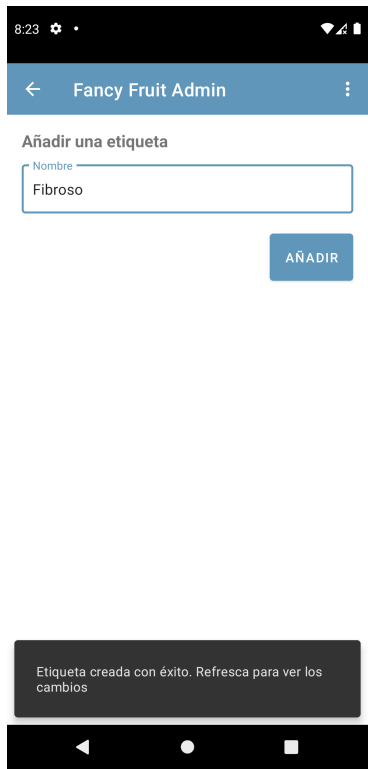 8:23
Fancy Fruit Admin
Añadir una etiqueta
Nombre
Fibroso
AÑADIR
Etiqueta creada con éxito. Refresca para ver los
cambios